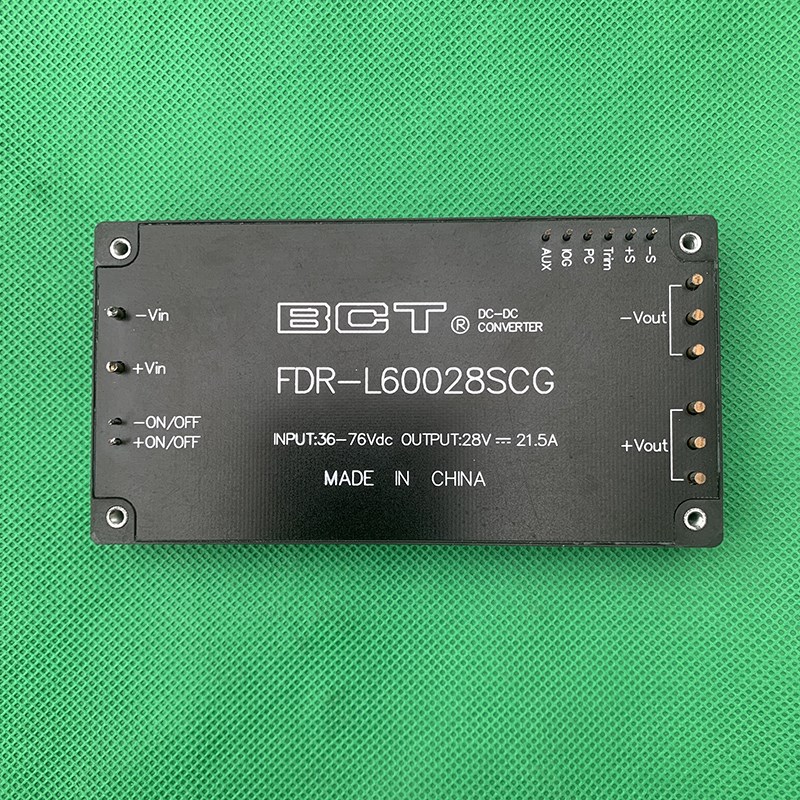 AUX IOG PC Trim +S -S
-Vin
BCT® DC-DC
CONVERTER
-Vout
+Vin
FDR-L60028SCG
-ON/OFF
+ON/OFF
INPUT:36-76Vdc OUTPUT:28V⎓21.5A
+Vout
MADE IN CHINA